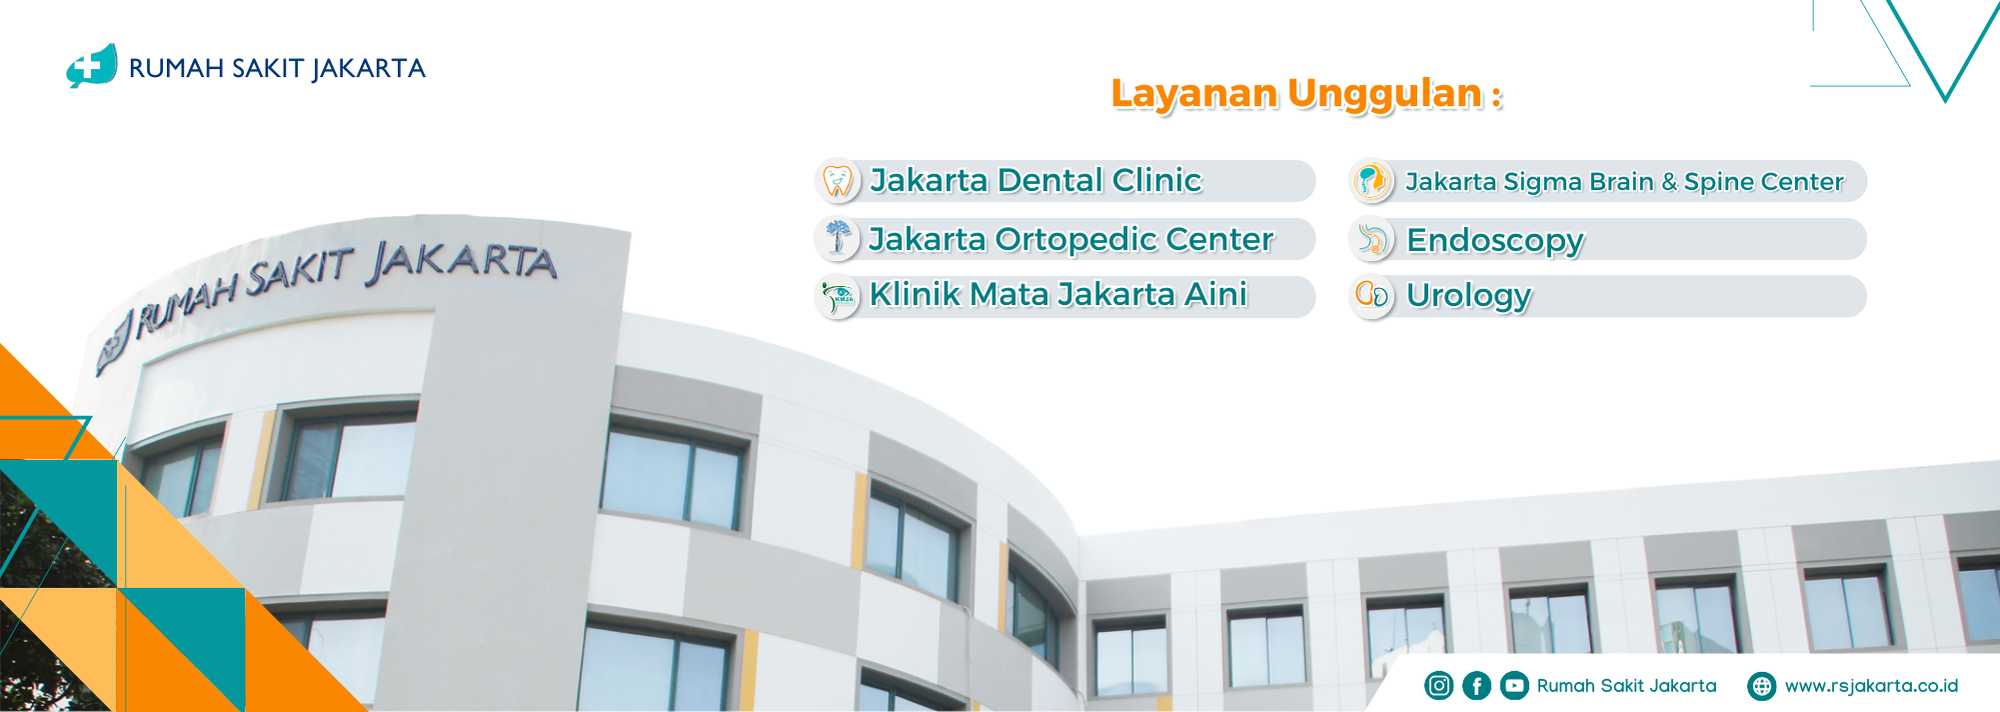 RUMAH SAKIT JAKARTA
Layanan Unggulan :
Jakarta Dental Clinic
Jakarta Ortopedic Center
KMJA
Klinik Mata Jakarta Aini
Jakarta Sigma Brain & Spine Center
Endoscopy
Urology
RUMAH SAKIT JAKARTA
Rumah Sakit Jakarta
www.rsjakarta.co.id